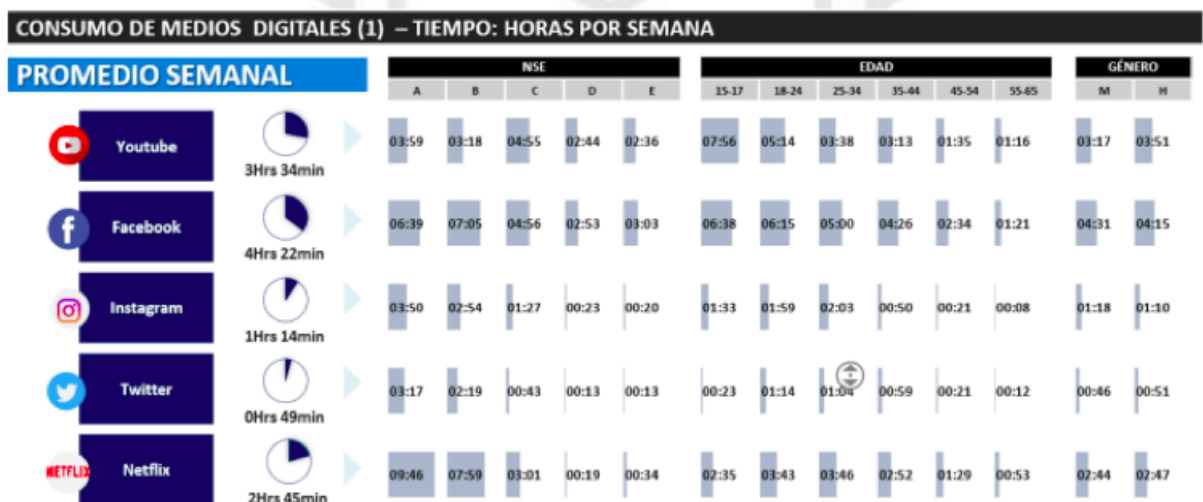 CONSUMO DE MEDIOS DIGITALES (1) – TIEMPO: HORAS POR SEMANA
PROMEDIO SEMANAL NSE EDAD GÉNERO
A B C D E 15-17 18-24 25-34 35-44 45-54 55-65 M H
Youtube 03:59 03:18 04:55 02:44 02:36 07:56 05:14 03:38 03:13 01:35 01:16 03:17 03:51
3Hrs 34min
f Facebook 06:39 07:05 04:56 02:53 03:03 06:38 06:15 05:00 04:26 02:34 01:21 04:31 04:15
4Hrs 22min
Instagram 03:50 02:54 01:27 00:23 00:20 01:33 01:59 02:03 00:50 00:21 00:08 01:18 01:10
1Hrs 14min
Twitter 03:17 02:19 00:43 00:13 00:13 00:23 01:14 01:04 00:59 00:21 00:12 00:46 00:51
0Hrs 49min
NETFLIX Netflix 09:46 07:59 03:01 00:19 00:34 02:35 03:43 03:46 02:52 01:29 00:53 02:44 02:47
2Hrs 45min